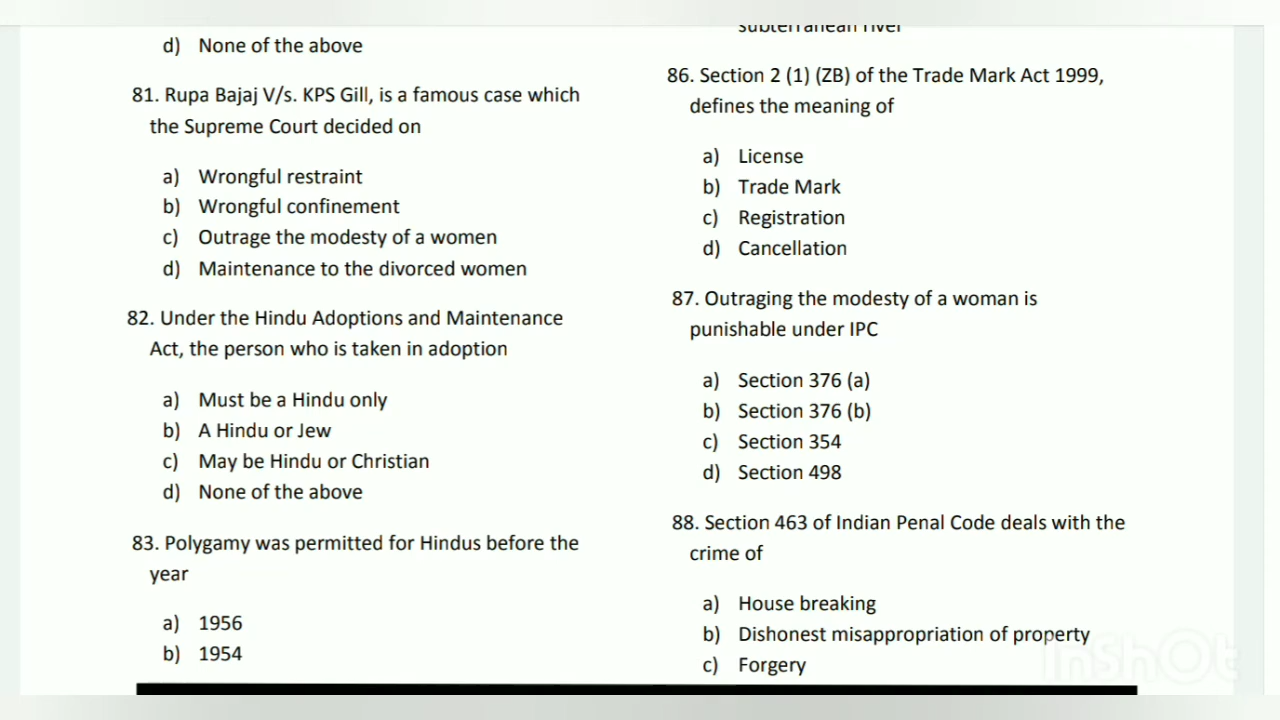 d) None of the above
81. Rupa Bajaj V/s. KPS Gill, is a famous case which
the Supreme Court decided on
a) Wrongful restraint
b) Wrongful confinement
c) Outrage the modesty of a women
d) Maintenance to the divorced women
82. Under the Hindu Adoptions and Maintenance
Act, the person who is taken in adoption
a) Must be a Hindu only
b) A Hindu or Jew
c) May be Hindu or Christian
d) None of the above
83. Polygamy was permitted for Hindus before the
year
a) 1956
b) 1954
subterranean river
86. Section 2 (1) (ZB) of the Trade Mark Act 1999,
defines the meaning of
a) License
b) Trade Mark
c) Registration
d) Cancellation
87. Outraging the modesty of a woman is
punishable under IPC
a) Section 376 (a)
b) Section 376 (b)
c) Section 354
d) Section 498
88. Section 463 of Indian Penal Code deals with the
crime of
a) House breaking
b) Dishonest misappropriation of property
c) Forgery
InShOt